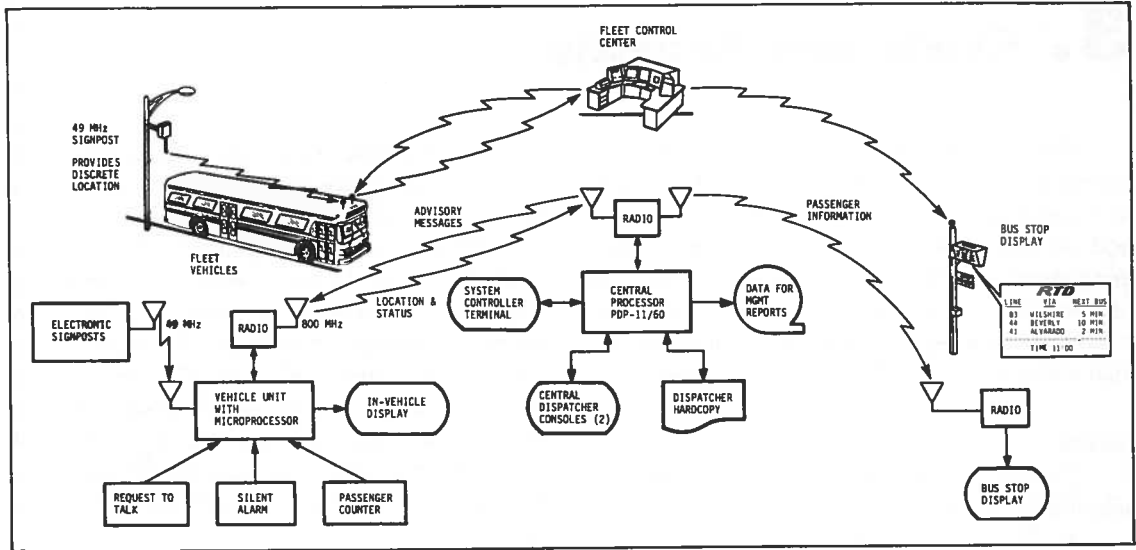 FLEET CONTROL
CENTER
49 MHz
SIGNPOST
PROVIDES
DISCRETE
LOCATION
FLEET
VEHICLES
ADVISORY
MESSAGES
RADIO
PASSENGER
INFORMATION
BUS STOP
DISPLAY
RTD
LINE VIA NEXT BUS
83 WILSHIRE 5 MIN
44 BEVERLY 10 MIN
41 ALVARADO 2 MIN
TIME 11:00
ELECTRONIC
SIGNPOSTS
49 MHz
RADIO
800 MHz
LOCATION &
STATUS
SYSTEM
CONTROLLER
TERMINAL
CENTRAL
PROCESSOR
PDP-11/60
DATA FOR
MGMT
REPORTS
VEHICLE UNIT
WITH
MICROPROCESSOR
IN-VEHICLE
DISPLAY
CENTRAL
DISPATCHER
CONSOLES (2)
DISPATCHER
HARDCOPY
RADIO
REQUEST TO
TALK
SILENT
ALARM
PASSENGER
COUNTER
BUS STOP
DISPLAY